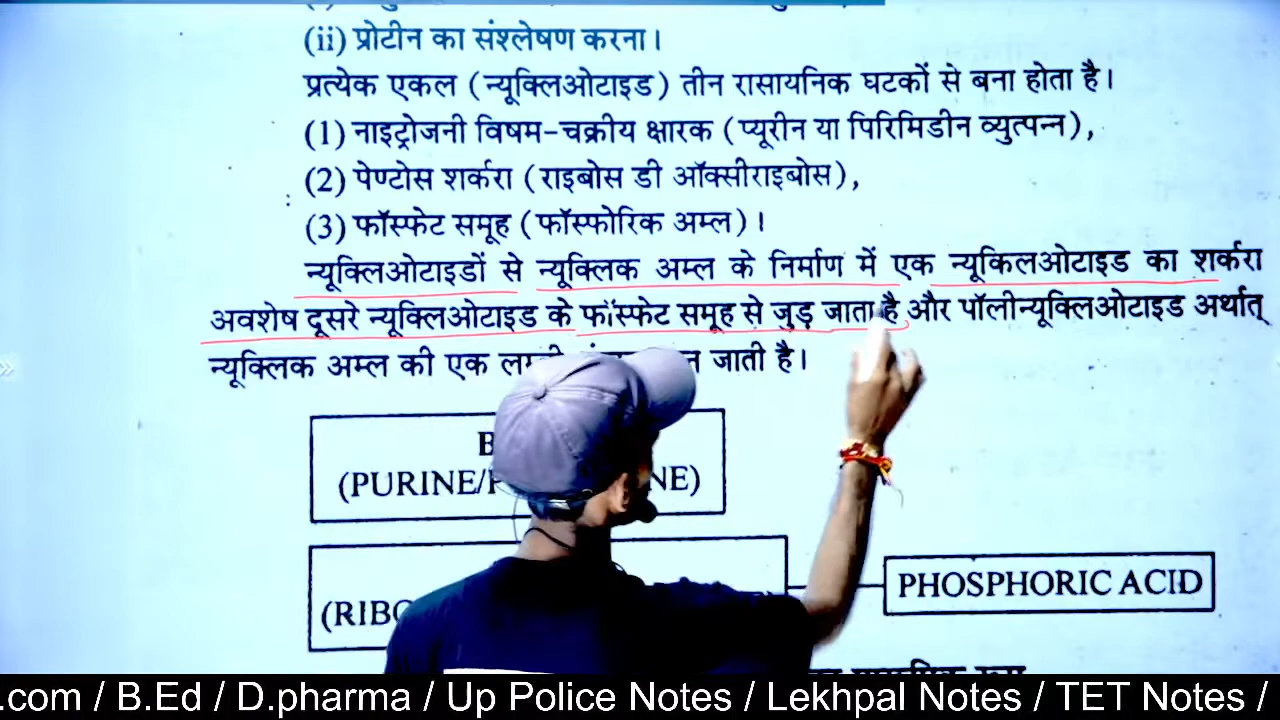 (ii) प्रोटीन का संश्लेषण करना।
प्रत्येक एकल (न्यूक्लिओटाइड) तीन रासायनिक घटकों से बना होता है।
(1) नाइट्रोजनी विषम-चक्रीय क्षारक (प्यूरीन या पिरिमिडीन व्युत्पन्न),
(2) पेण्टोस शर्करा (राइबोस डी ऑक्सीराइबोस),
(3) फॉस्फेट समूह (फॉस्फोरिक अम्ल)।
न्यूक्लिओटाइडों से न्यूक्लिक अम्ल के निर्माण में एक न्यूकिलओटाइड का शर्करा
अवशेष दूसरे न्यूक्लिओटाइड के फॉस्फेट समूह से जुड़ जाता है और पॉलीन्यूक्लिओटाइड अर्थात्
न्यूक्लिक अम्ल की एक जाती है।
(PURINE/
PHOSPHORIC ACID
.com / B.Ed / D.pharma / Up Police Notes / Lekhpal Notes / TET Notes /